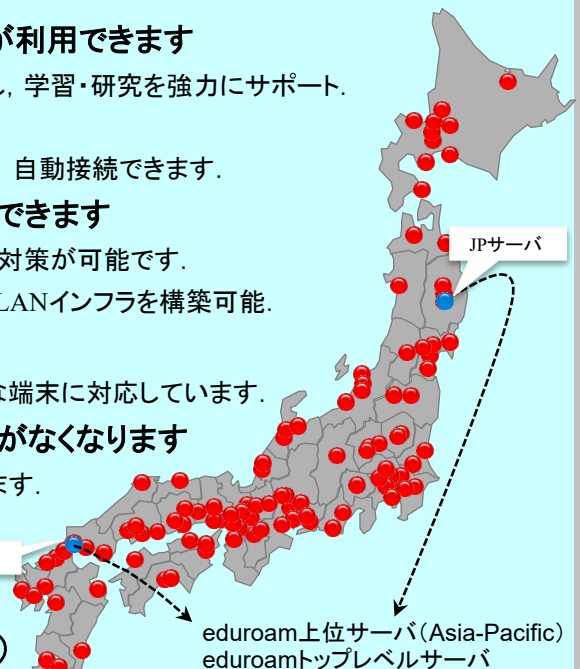 が利用できます
し，学習・研究を強力にサポート．
自動接続できます．
できます
対策が可能です．
JPサーバ
LANインフラを構築可能．
な端末に対応しています．
がなくなります
ます．
eduroam上位サーバ（Asia-Pacific）
eduroamトップレベルサーバ
）